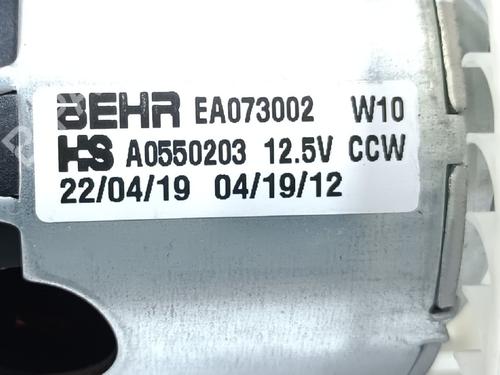 BEHR EA073002 W10
HS A0550203 12.5V CCW
22/04/19 04/19/12